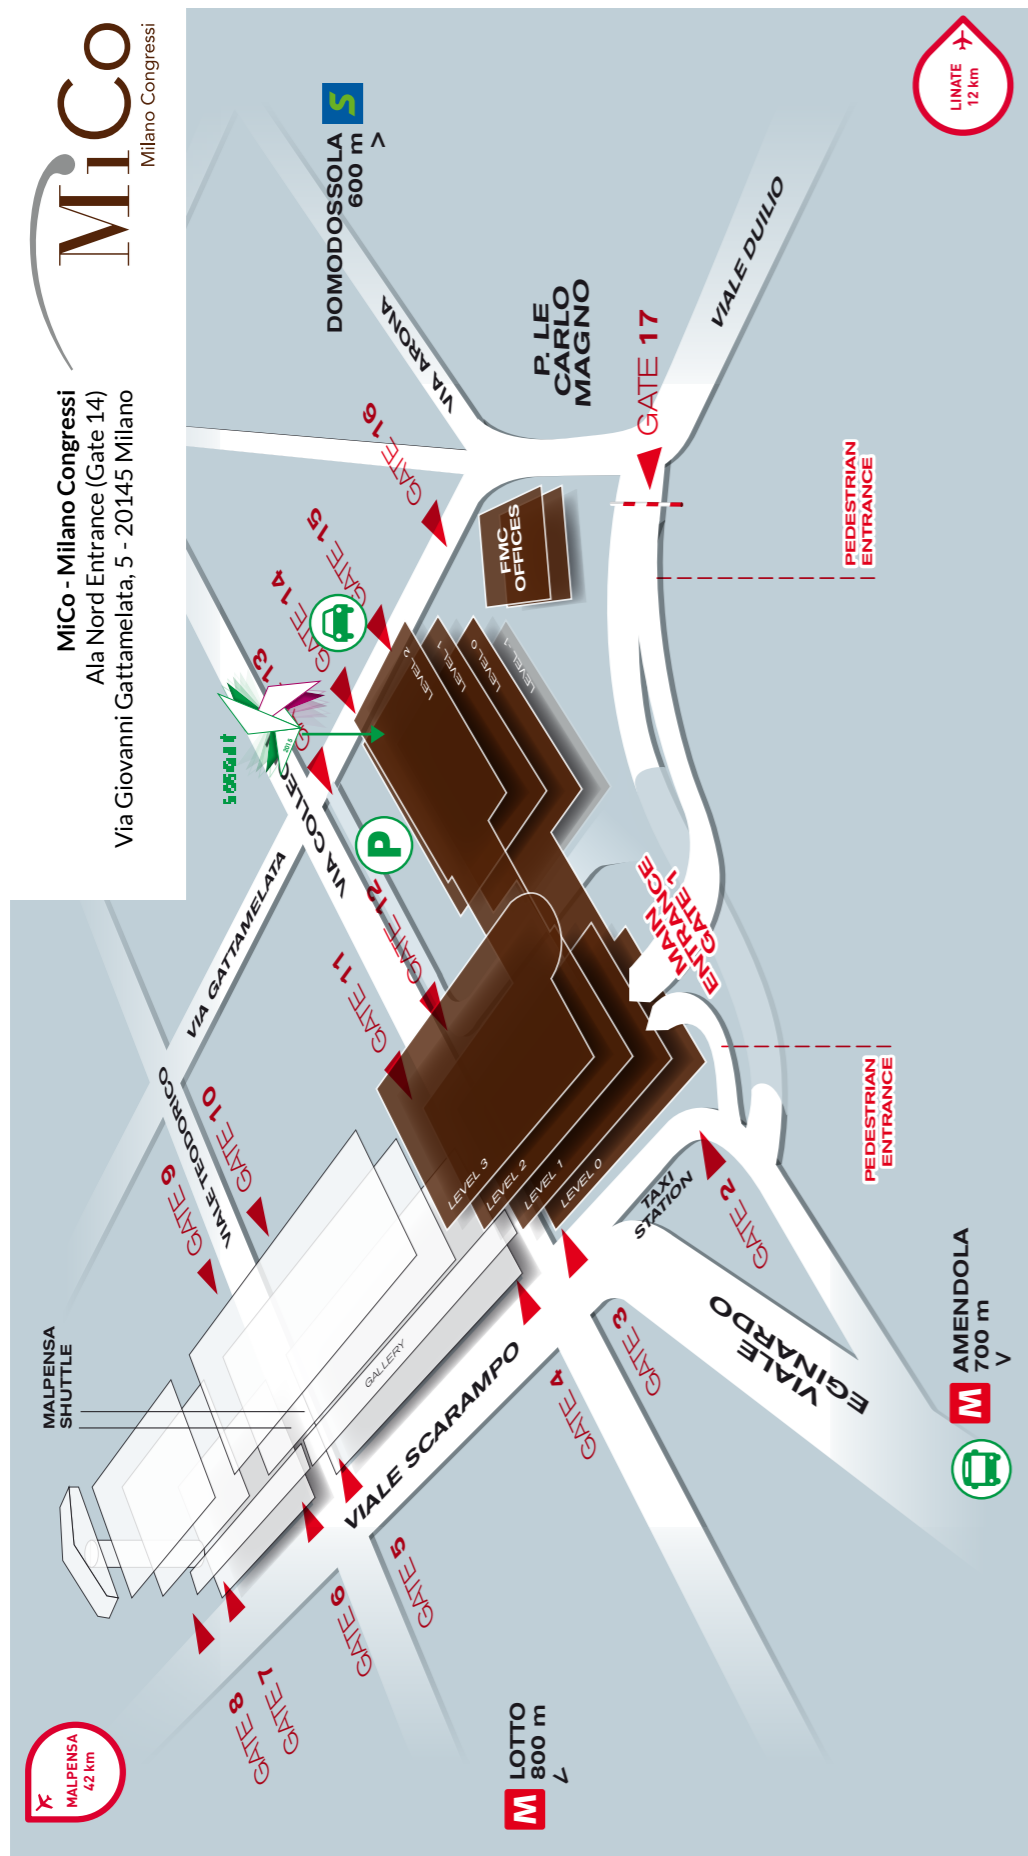 MiCo
Milano Congressi
MiCo - Milano Congressi
Ala Nord Entrance (Gate 14)
Via Giovanni Gattamelata, 5 - 20145 Milano
MALPENSA
42 km
LINATE
12 km
MALPENSA
SHUTTLE
DOMODOSSOLA
600 m
>
S
VIA ARONA
P. LE
CARLO
MAGNO
VIALE DUILIO
GATE 17
GATE 16
GATE 15
GATE 14
13
GATE 12
GATE 11
GATE 10
GATE 9
GATE 8
GATE 7
GATE 6
GATE 5
GATE 4
GATE 3
GATE 2
MAIN
ENTRANCE
GATE 1
VIA COLLEO
VIA GATTAMELATA
VIALE TEODORICO
VIALE SCARAMPO
VIALE
EGINARDO
TAXI
STATION
GALLERY
FMC
OFFICES
LEVEL 2
LEVEL 1
LEVEL 0
LEVEL -1
LEVEL 3
LEVEL 2
LEVEL 1
LEVEL 0
P
2015
PEDESTRIAN
ENTRANCE
PEDESTRIAN
ENTRANCE
M
AMENDOLA
700 m
>
M
LOTTO
800 m